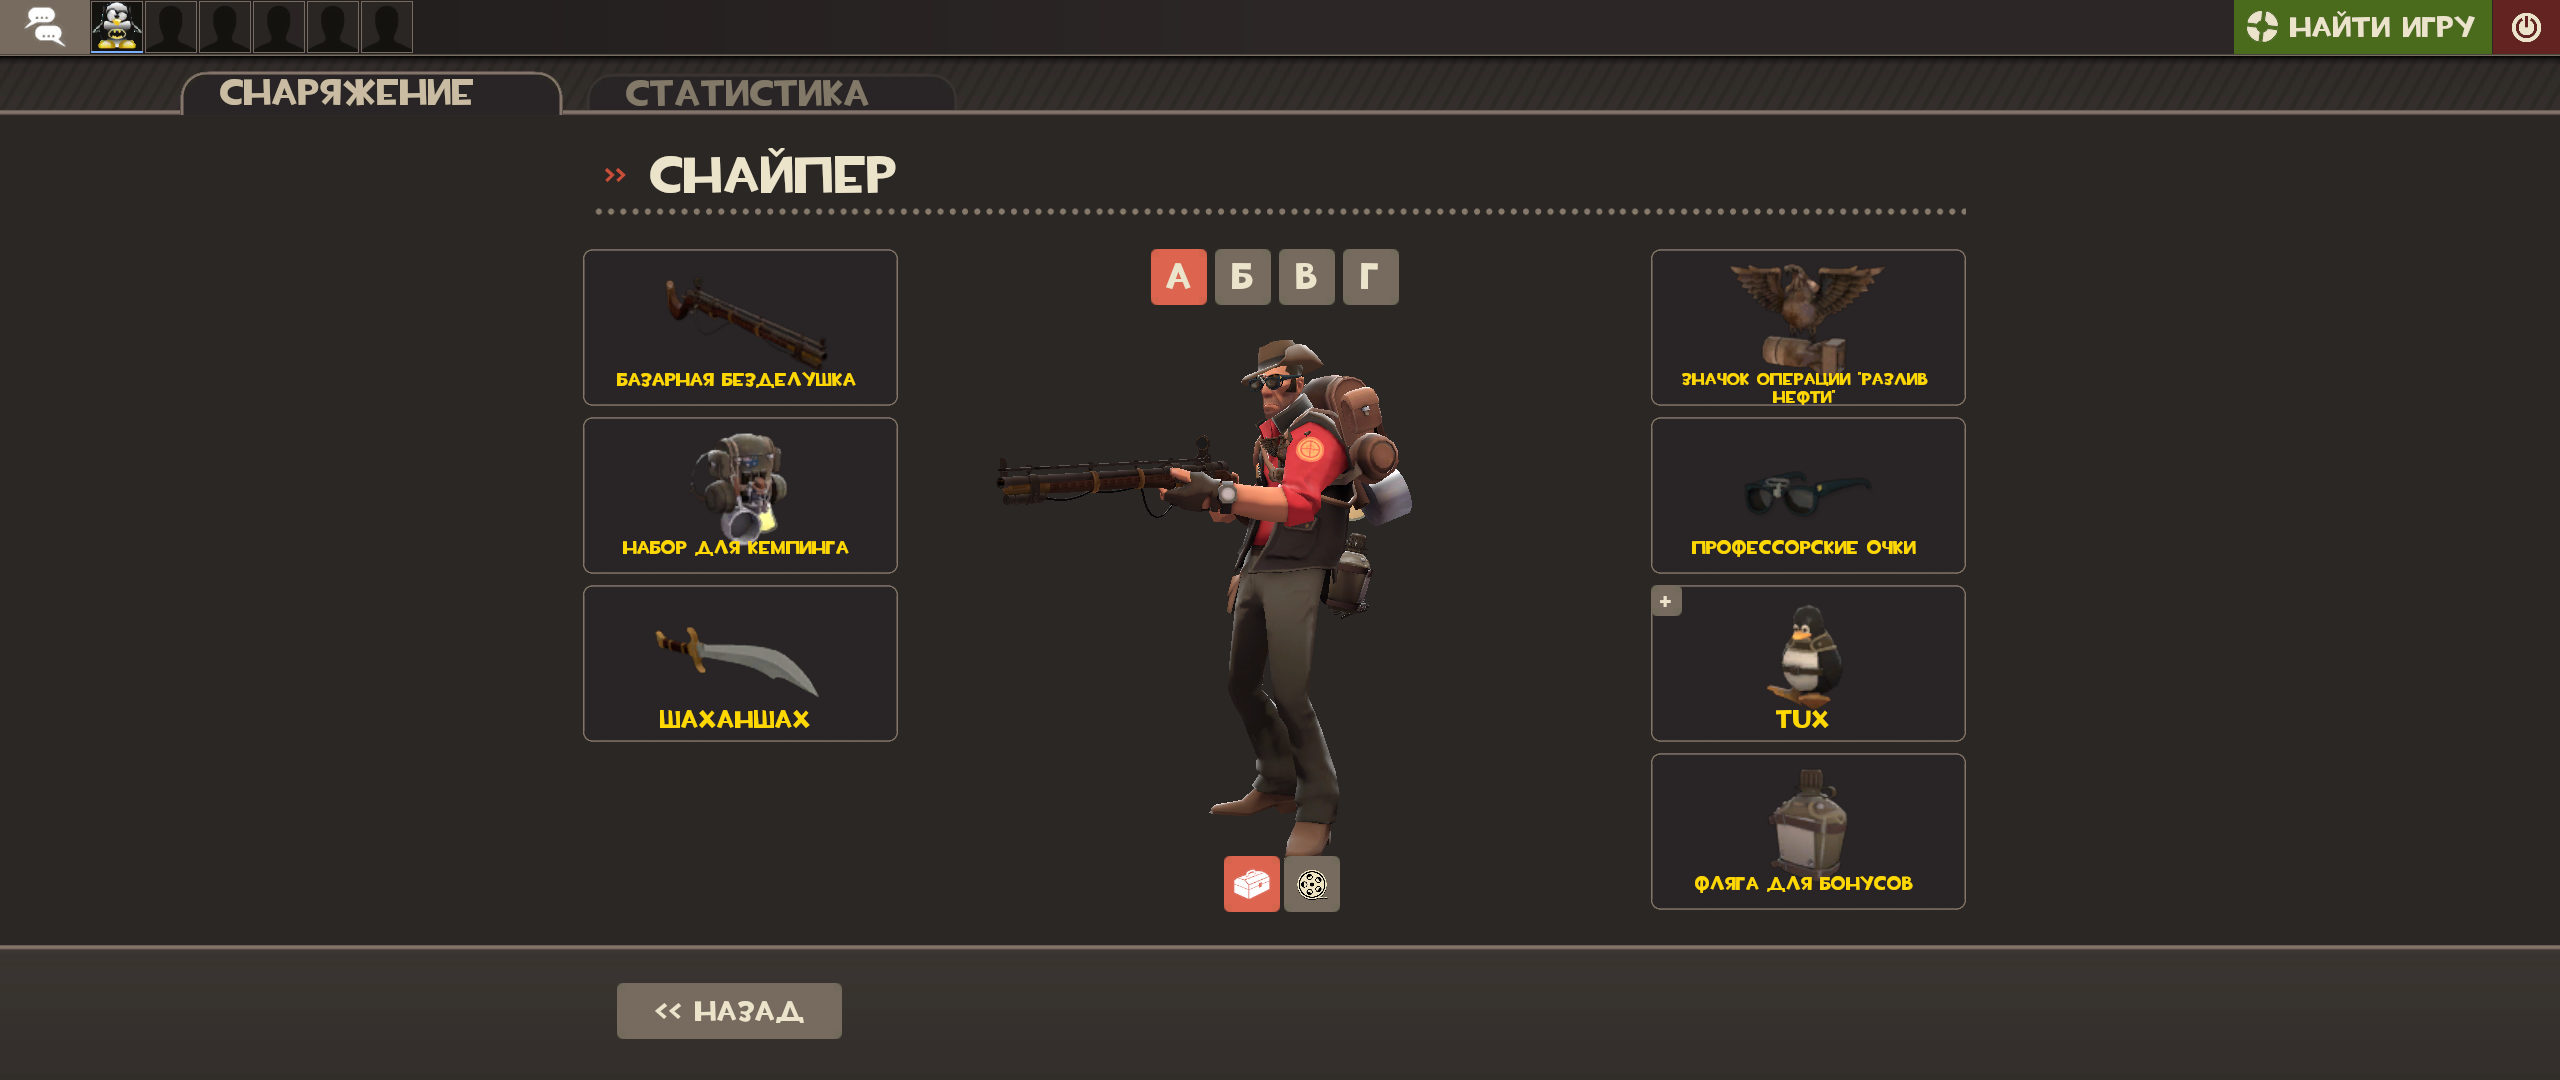 НАЙТИ ИГРУ
СНАРЯЖЕНИЕ
СТАТИСТИКА
>> СНАЙПЕР
А Б В Г
БАЗАРНАЯ БЕЗДЕЛУШКА
НАБОР ДЛЯ КЕМПИНГА
ШАХАНШАХ
ЗНАЧОК ОПЕРАЦИИ "РАЗЛИВ
НЕФТИ"
ПРОФЕССОРСКИЕ ОЧКИ
+
TUX
ФЛЯГА ДЛЯ БОНУСОВ
<< НАЗАД